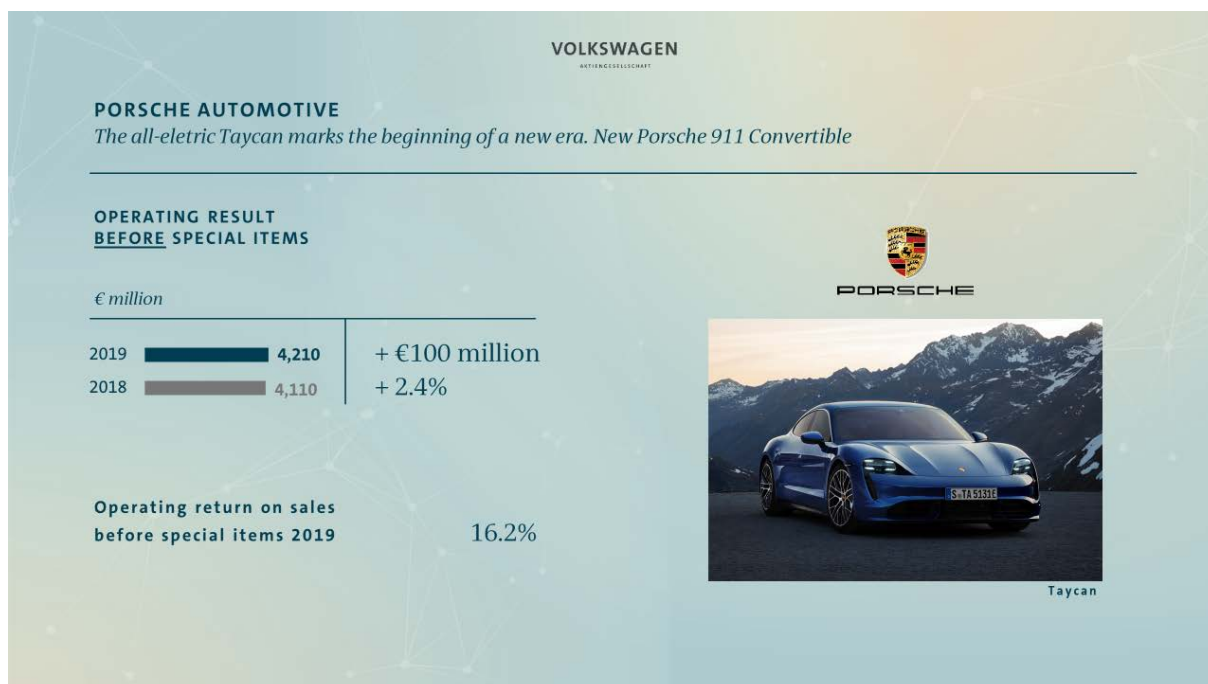 VOLKSWAGEN
AKTIENGESELLSCHAFT
PORSCHE AUTOMOTIVE
The all-eletric Taycan marks the beginning of a new era. New Porsche 911 Convertible
OPERATING RESULT
BEFORE SPECIAL ITEMS
€ million
2019 4,210 + €100 million
2018 4,110 + 2.4%
Operating return on sales
before special items 2019 16.2%
PORSCHE
S TA 5131E
Taycan